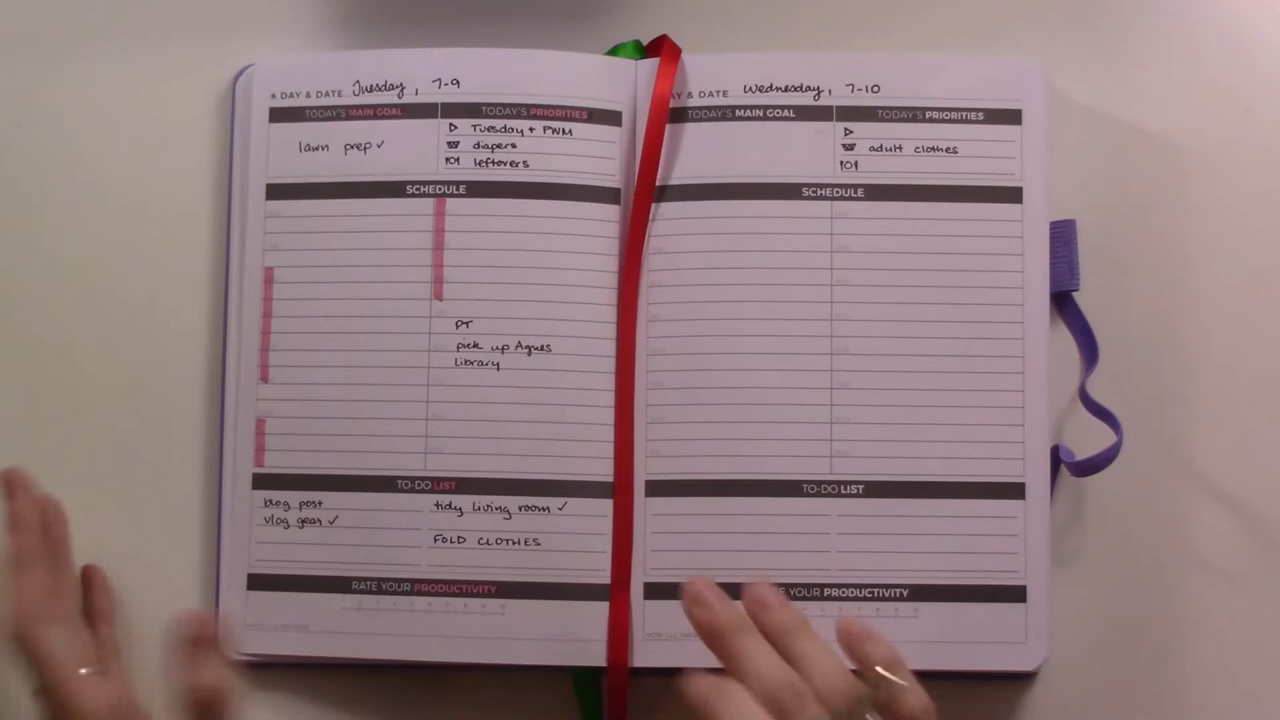 DAY & DATE Tuesday, 7-9
TODAY'S MAIN GOAL
TODAY'S PRIORITIES
lawn prep ✓
Tuesday + PWM
diapers
leftovers
SCHEDULE
PT
pick up Agnes
Library
TO-DO LIST
blog post
vlog gear ✓
tidy living room ✓
FOLD CLOTHES
RATE YOUR PRODUCTIVITY
Y & DATE Wednesday, 7-10
TODAY'S MAIN GOAL
TODAY'S PRIORITIES
adult clothes
SCHEDULE
TO-DO LIST
YOUR PRODUCTIVITY